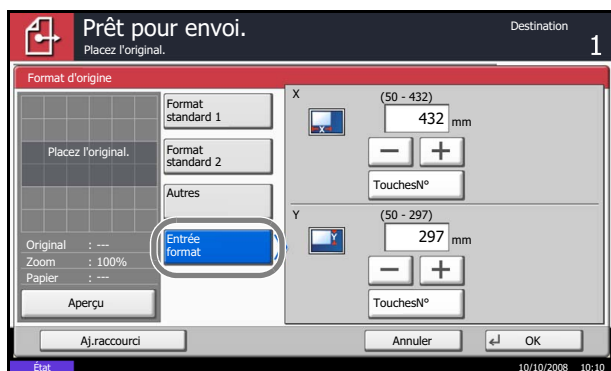 Prêt pour envoi.
Placez l'original.
Destination
1
Format d'origine
Placez l'original.
Original : ---
Zoom : 100%
Papier : ---
Aperçu
Format
standard 1
Format
standard 2
Autres
Entrée
format
X
(50 - 432)
432 mm
X
TouchesN°
Y
(50 - 297)
297 mm
Y
TouchesN°
Aj.raccourci
Annuler
OK
État
10/10/2008 10:10